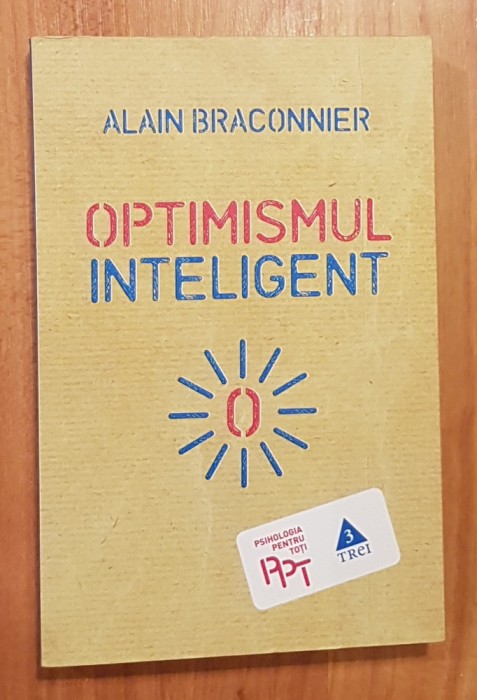 ALAIN BRACONNIER
OPTIMISMUL
INTELIGENT
O
PSIHOLOGIA
PENTRU
TOȚI
PPT
3
TREI